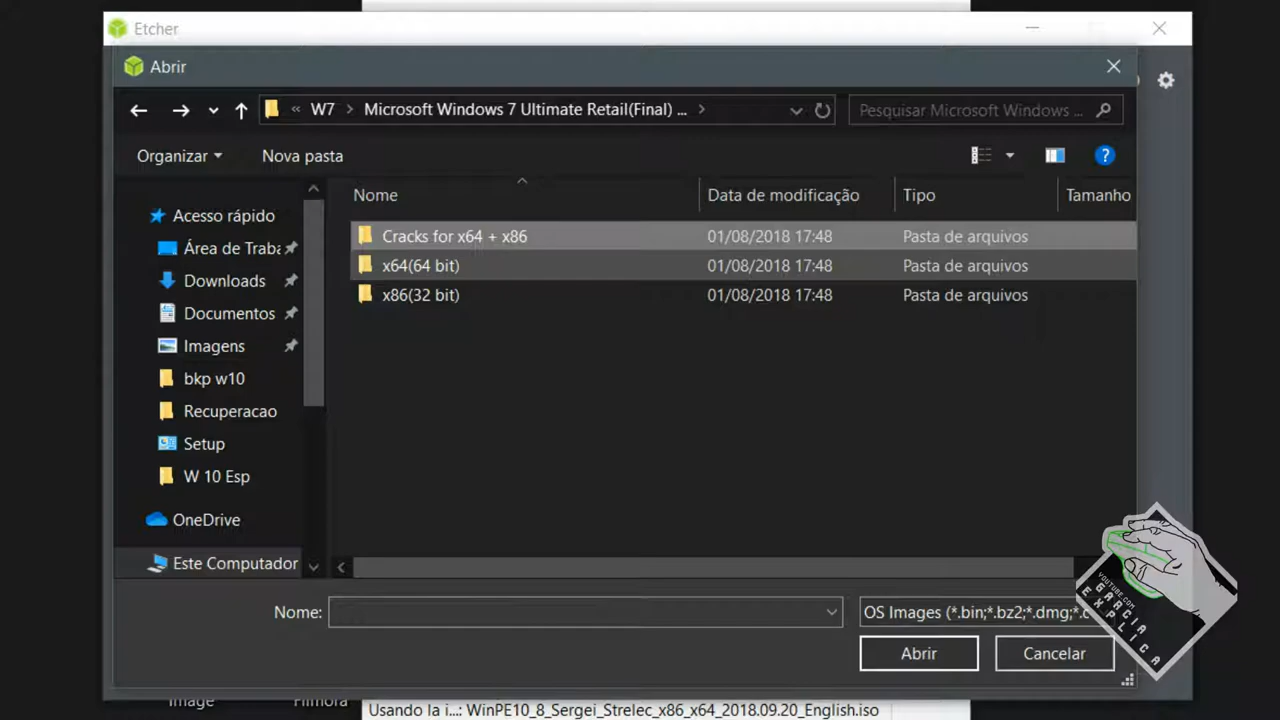 Etcher
Abrir
« W7 > Microsoft Windows 7 Ultimate Retail(Final) ... >
Pesquisar Microsoft Windows ...
Organizar
Nova pasta
Nome
Data de modificação
Tipo
Tamanho
Cracks for x64 + x86 01/08/2018 17:48 Pasta de arquivos
x64(64 bit) 01/08/2018 17:48 Pasta de arquivos
x86(32 bit) 01/08/2018 17:48 Pasta de arquivos
Acesso rápido
Área de Traba
Downloads
Documentos
Imagens
bkp w10
Recuperacao
Setup
W 10 Esp
OneDrive
Este Computador
Nome:
OS Images (*.bin;*.bz2;*.dmg;*.c
Abrir
Cancelar
YOUTUBE.COM
GARCIA
EXPLICA
Image
Filmora
Usando la i...: WinPE10_8_Sergei_Strelec_x86_x64_2018.09.20_English.iso